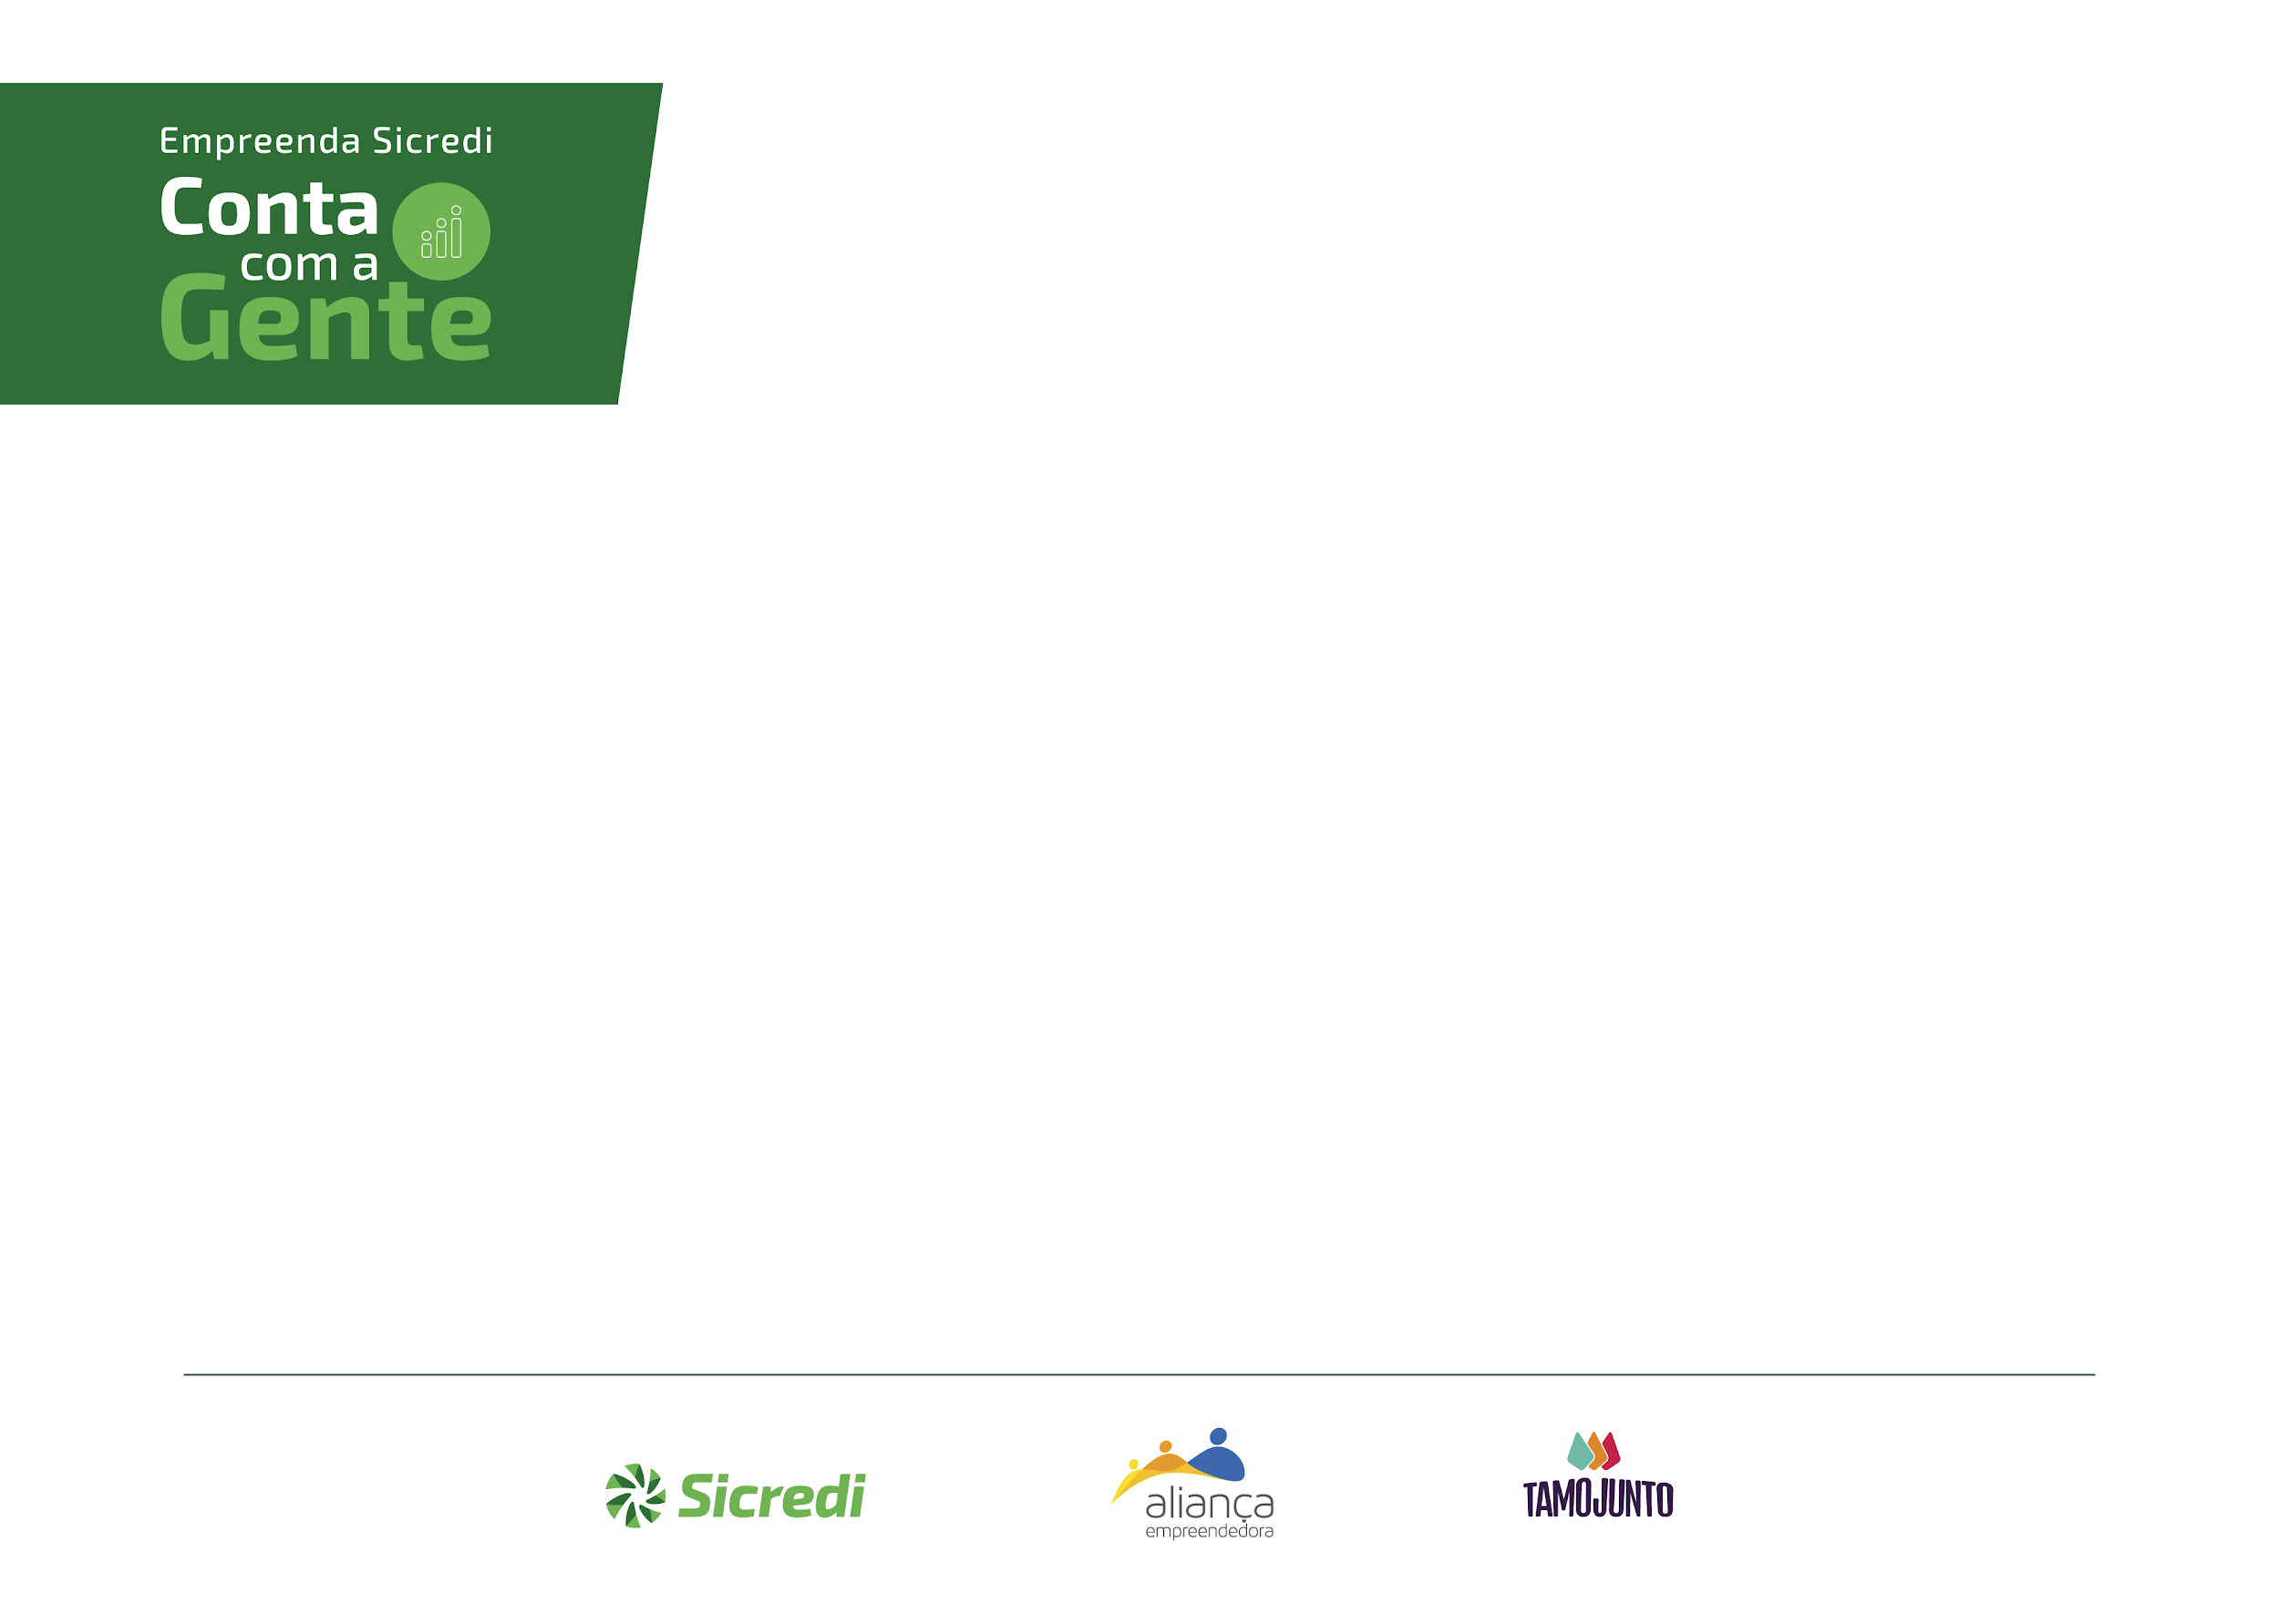 Empreenda Sicredi
Conta
com a
Gente
Sicredi
aliança
empreendedora
TAMOJUNTO